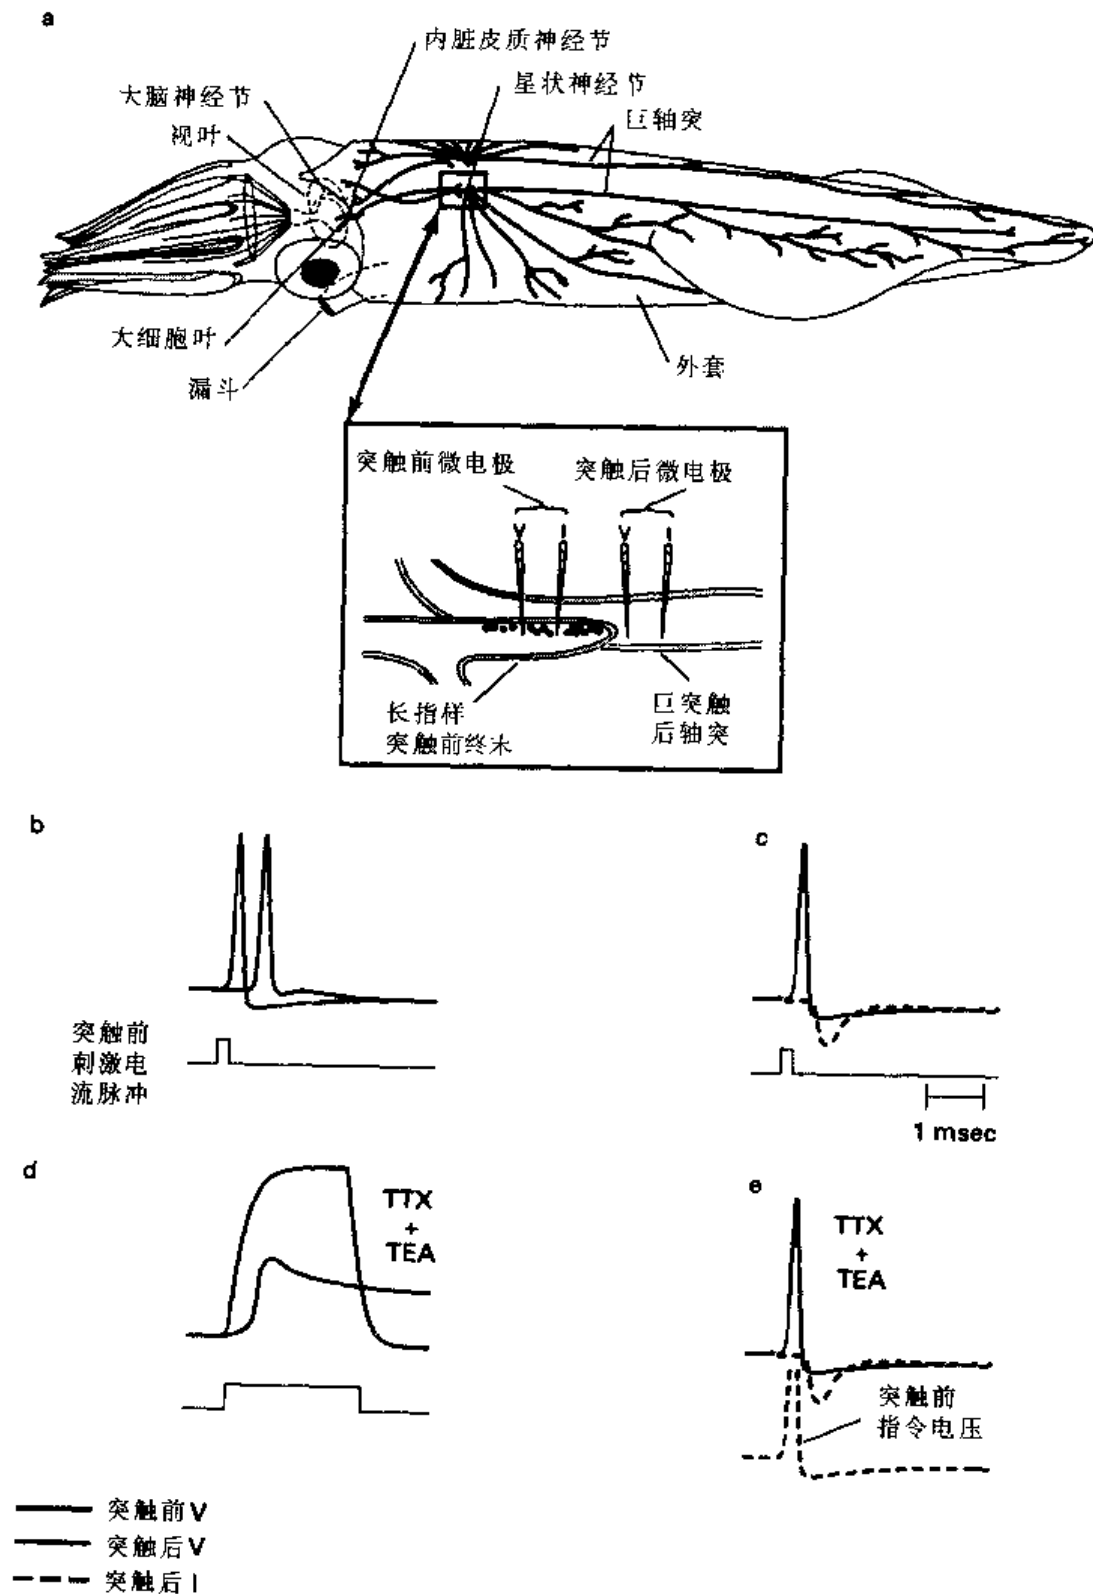 a
内脏皮质神经节
星状神经节
大脑神经节
巨轴突
视叶
大细胞叶
漏斗
外套
突触前微电极
突触后微电极
V I
V I
长指样
突触前终末
巨突触
后轴突
b
c
突触前
刺激电
流脉冲
1 msec
d
TTX
+
TEA
e
TTX
+
TEA
突触前
指令电压
突触前V
突触后V
突触后I